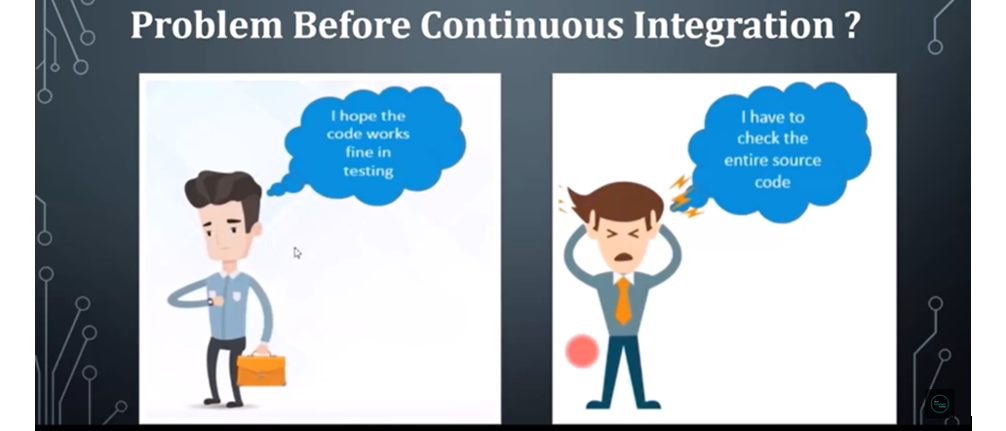 Problem Before Continuous Integration ?
I hope the
code works
fine in
testing
I have to
check the
entire source
code